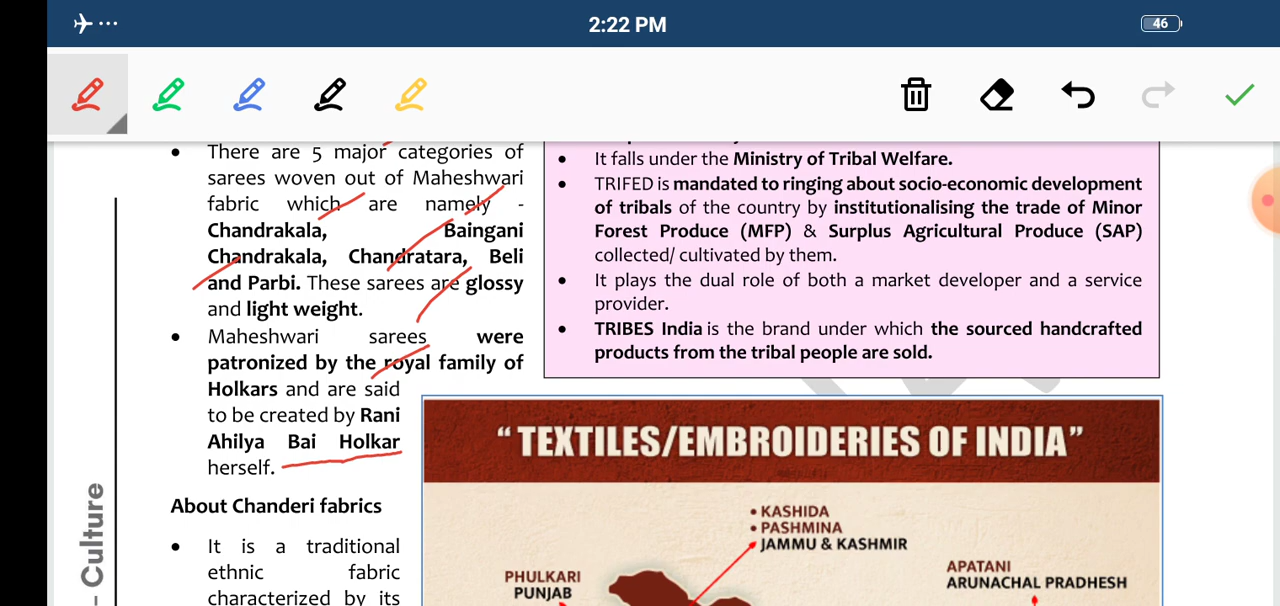 2:22 PM
46
There are 5 major categories of
sarees woven out of Maheshwari
fabric which are namely -
Chandrakala, Baingani
Chandrakala, Chandratara, Beli
and Parbi. These sarees are glossy
and light weight.
Maheshwari sarees were
patronized by the royal family of
Holkars and are said
to be created by Rani
Ahilya Bai Holkar
herself.
About Chanderi fabrics
It is a traditional
ethnic fabric
characterized by its
– Culture
It falls under the Ministry of Tribal Welfare.
TRIFED is mandated to ringing about socio-economic development
of tribals of the country by institutionalising the trade of Minor
Forest Produce (MFP) & Surplus Agricultural Produce (SAP)
collected/ cultivated by them.
It plays the dual role of both a market developer and a service
provider.
TRIBES India is the brand under which the sourced handcrafted
products from the tribal people are sold.
“ TEXTILES/EMBROIDERIES OF INDIA”
• KASHIDA
• PASHMINA
JAMMU & KASHMIR
PHULKARI
PUNJAB
APATANI
ARUNACHAL PRADHESH